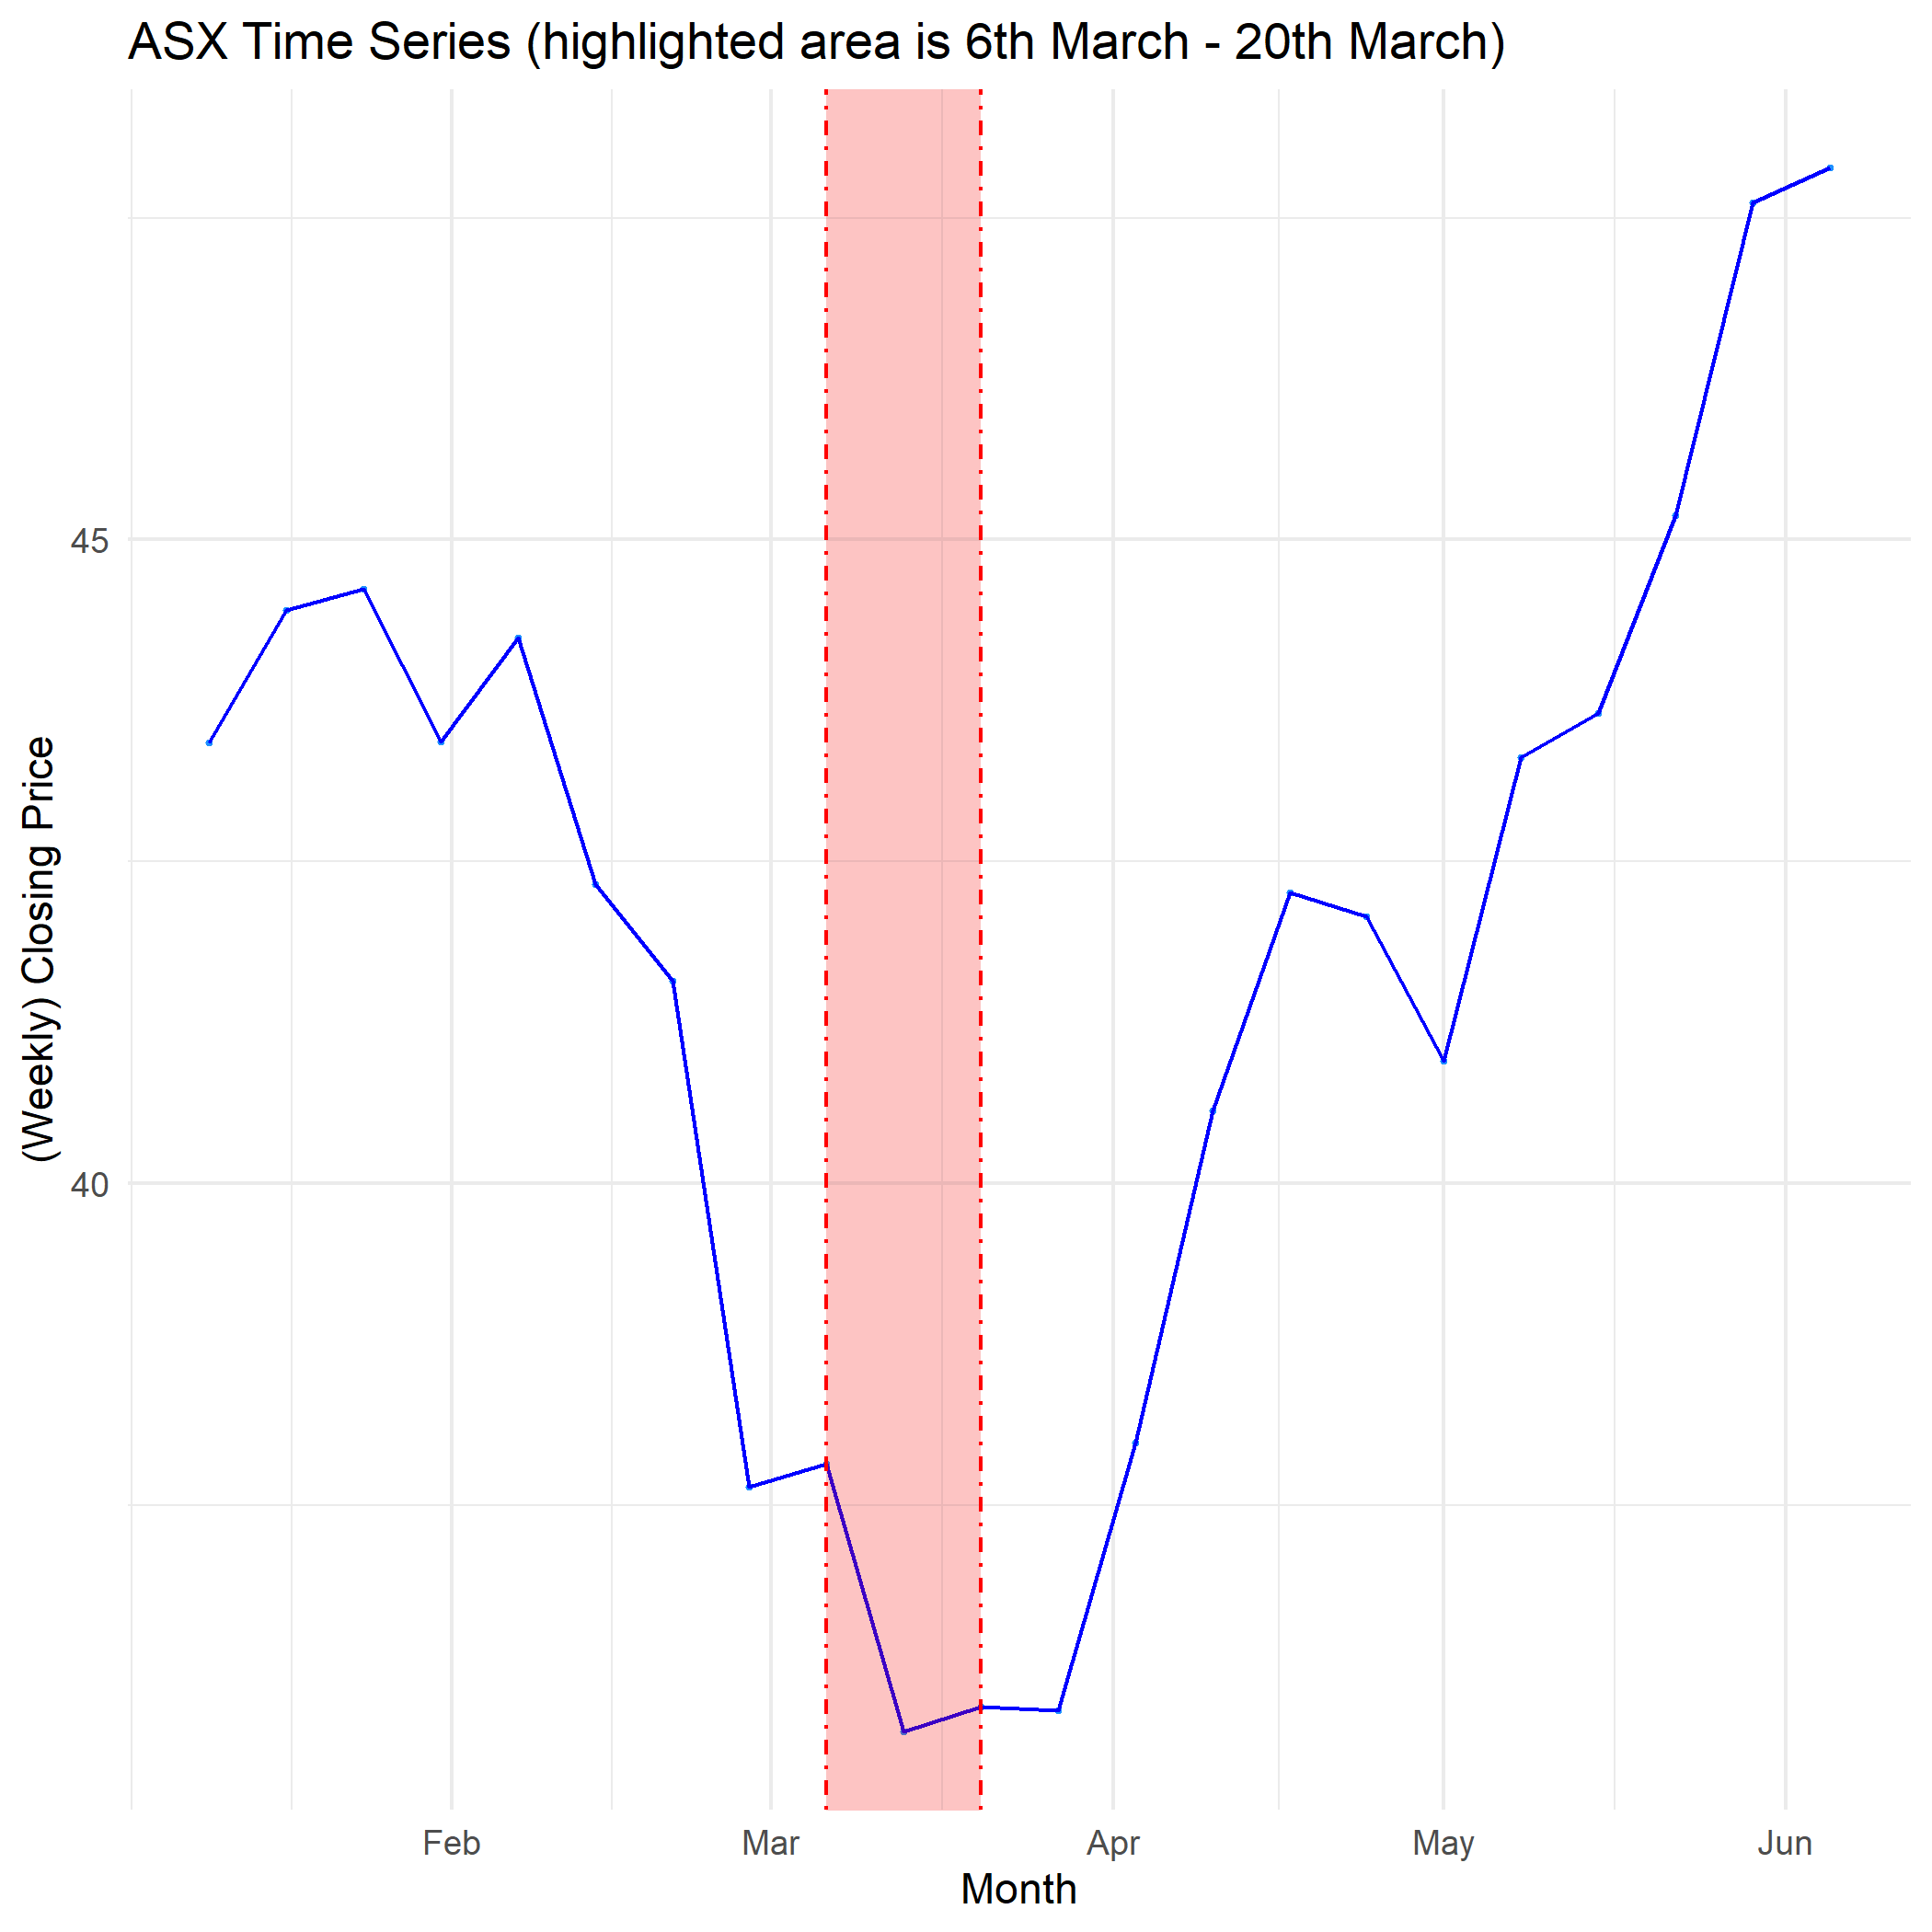 ASX Time Series (highlighted area is 6th March - 20th March)
(Weekly) Closing Price
45
40
Feb Mar Apr May Jun
Month